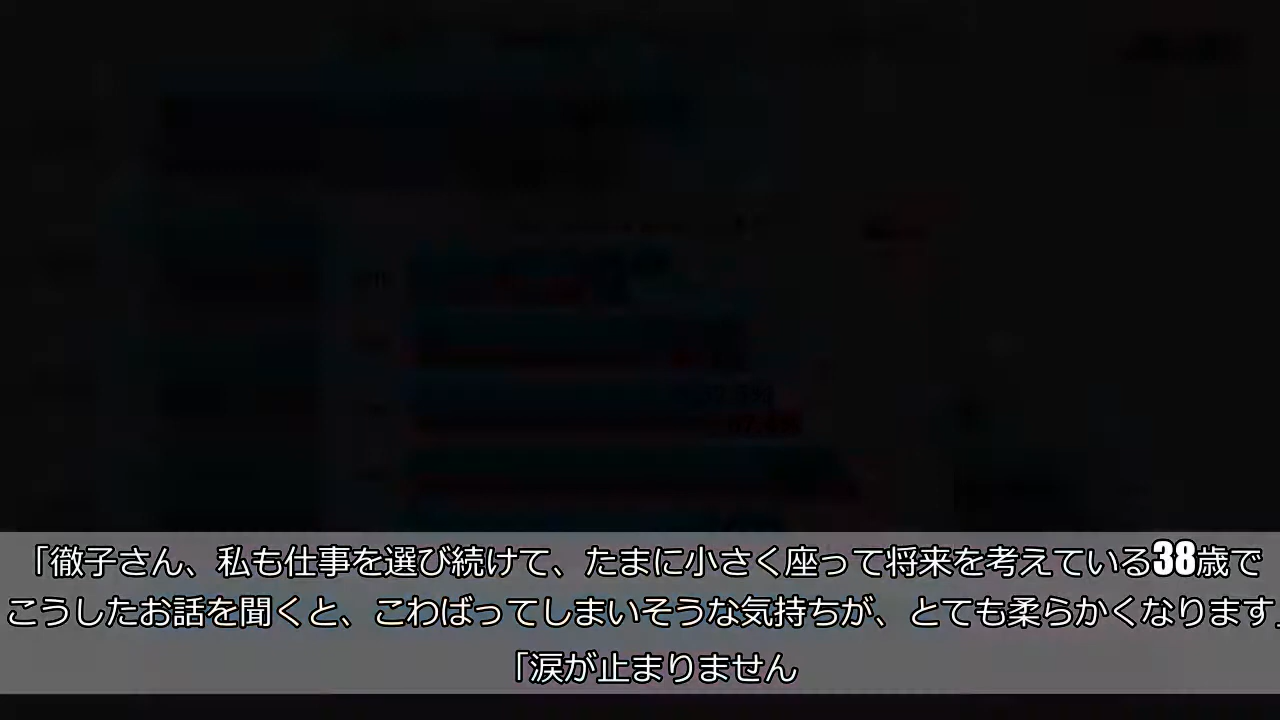 「徹子さん、私も仕事を選び続けて、たまに小さく座って将来を考えている38歳で
こうしたお話を聞くと、こわばってしまいそうな気持ちが、とても柔らかくなります」
「涙が止まりません